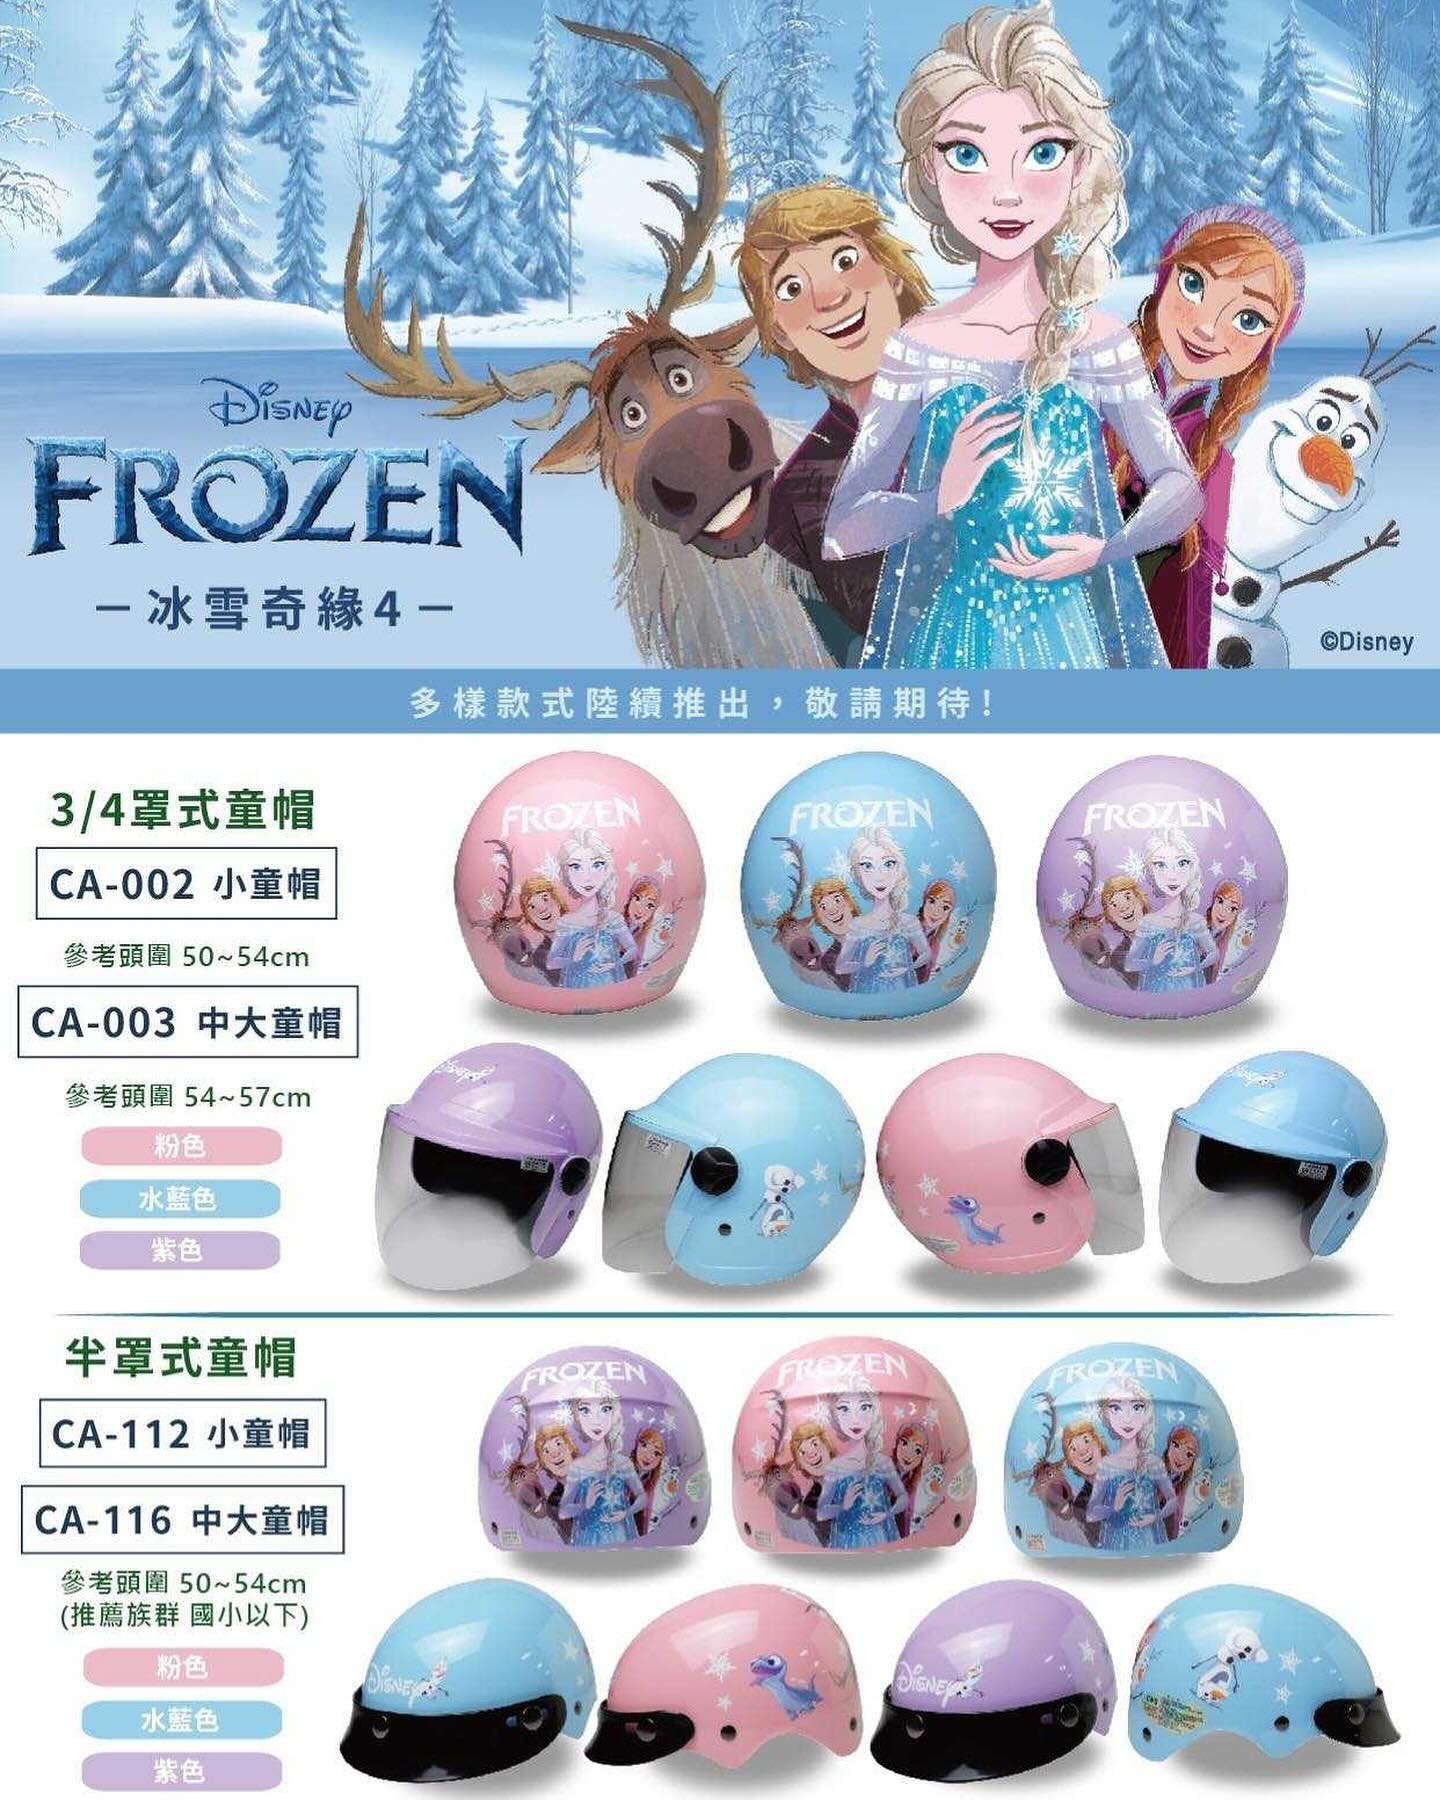 Disney
FROZEN
－冰雪奇緣4－
©Disney
多樣款式陸續推出，敬請期待！
3/4罩式童帽
CA-002 小童帽
參考頭圍 50~54cm
CA-003 中大童帽
參考頭圍 54~57cm
粉色
水藍色
紫色
FROZEN
FROZEN
FROZEN
Disney
Disney
半罩式童帽
CA-112 小童帽
CA-116 中大童帽
參考頭圍 50~54cm
(推薦族群 國小以下)
粉色
水藍色
紫色
FROZEN
FROZEN
FROZEN
Disney
Disney